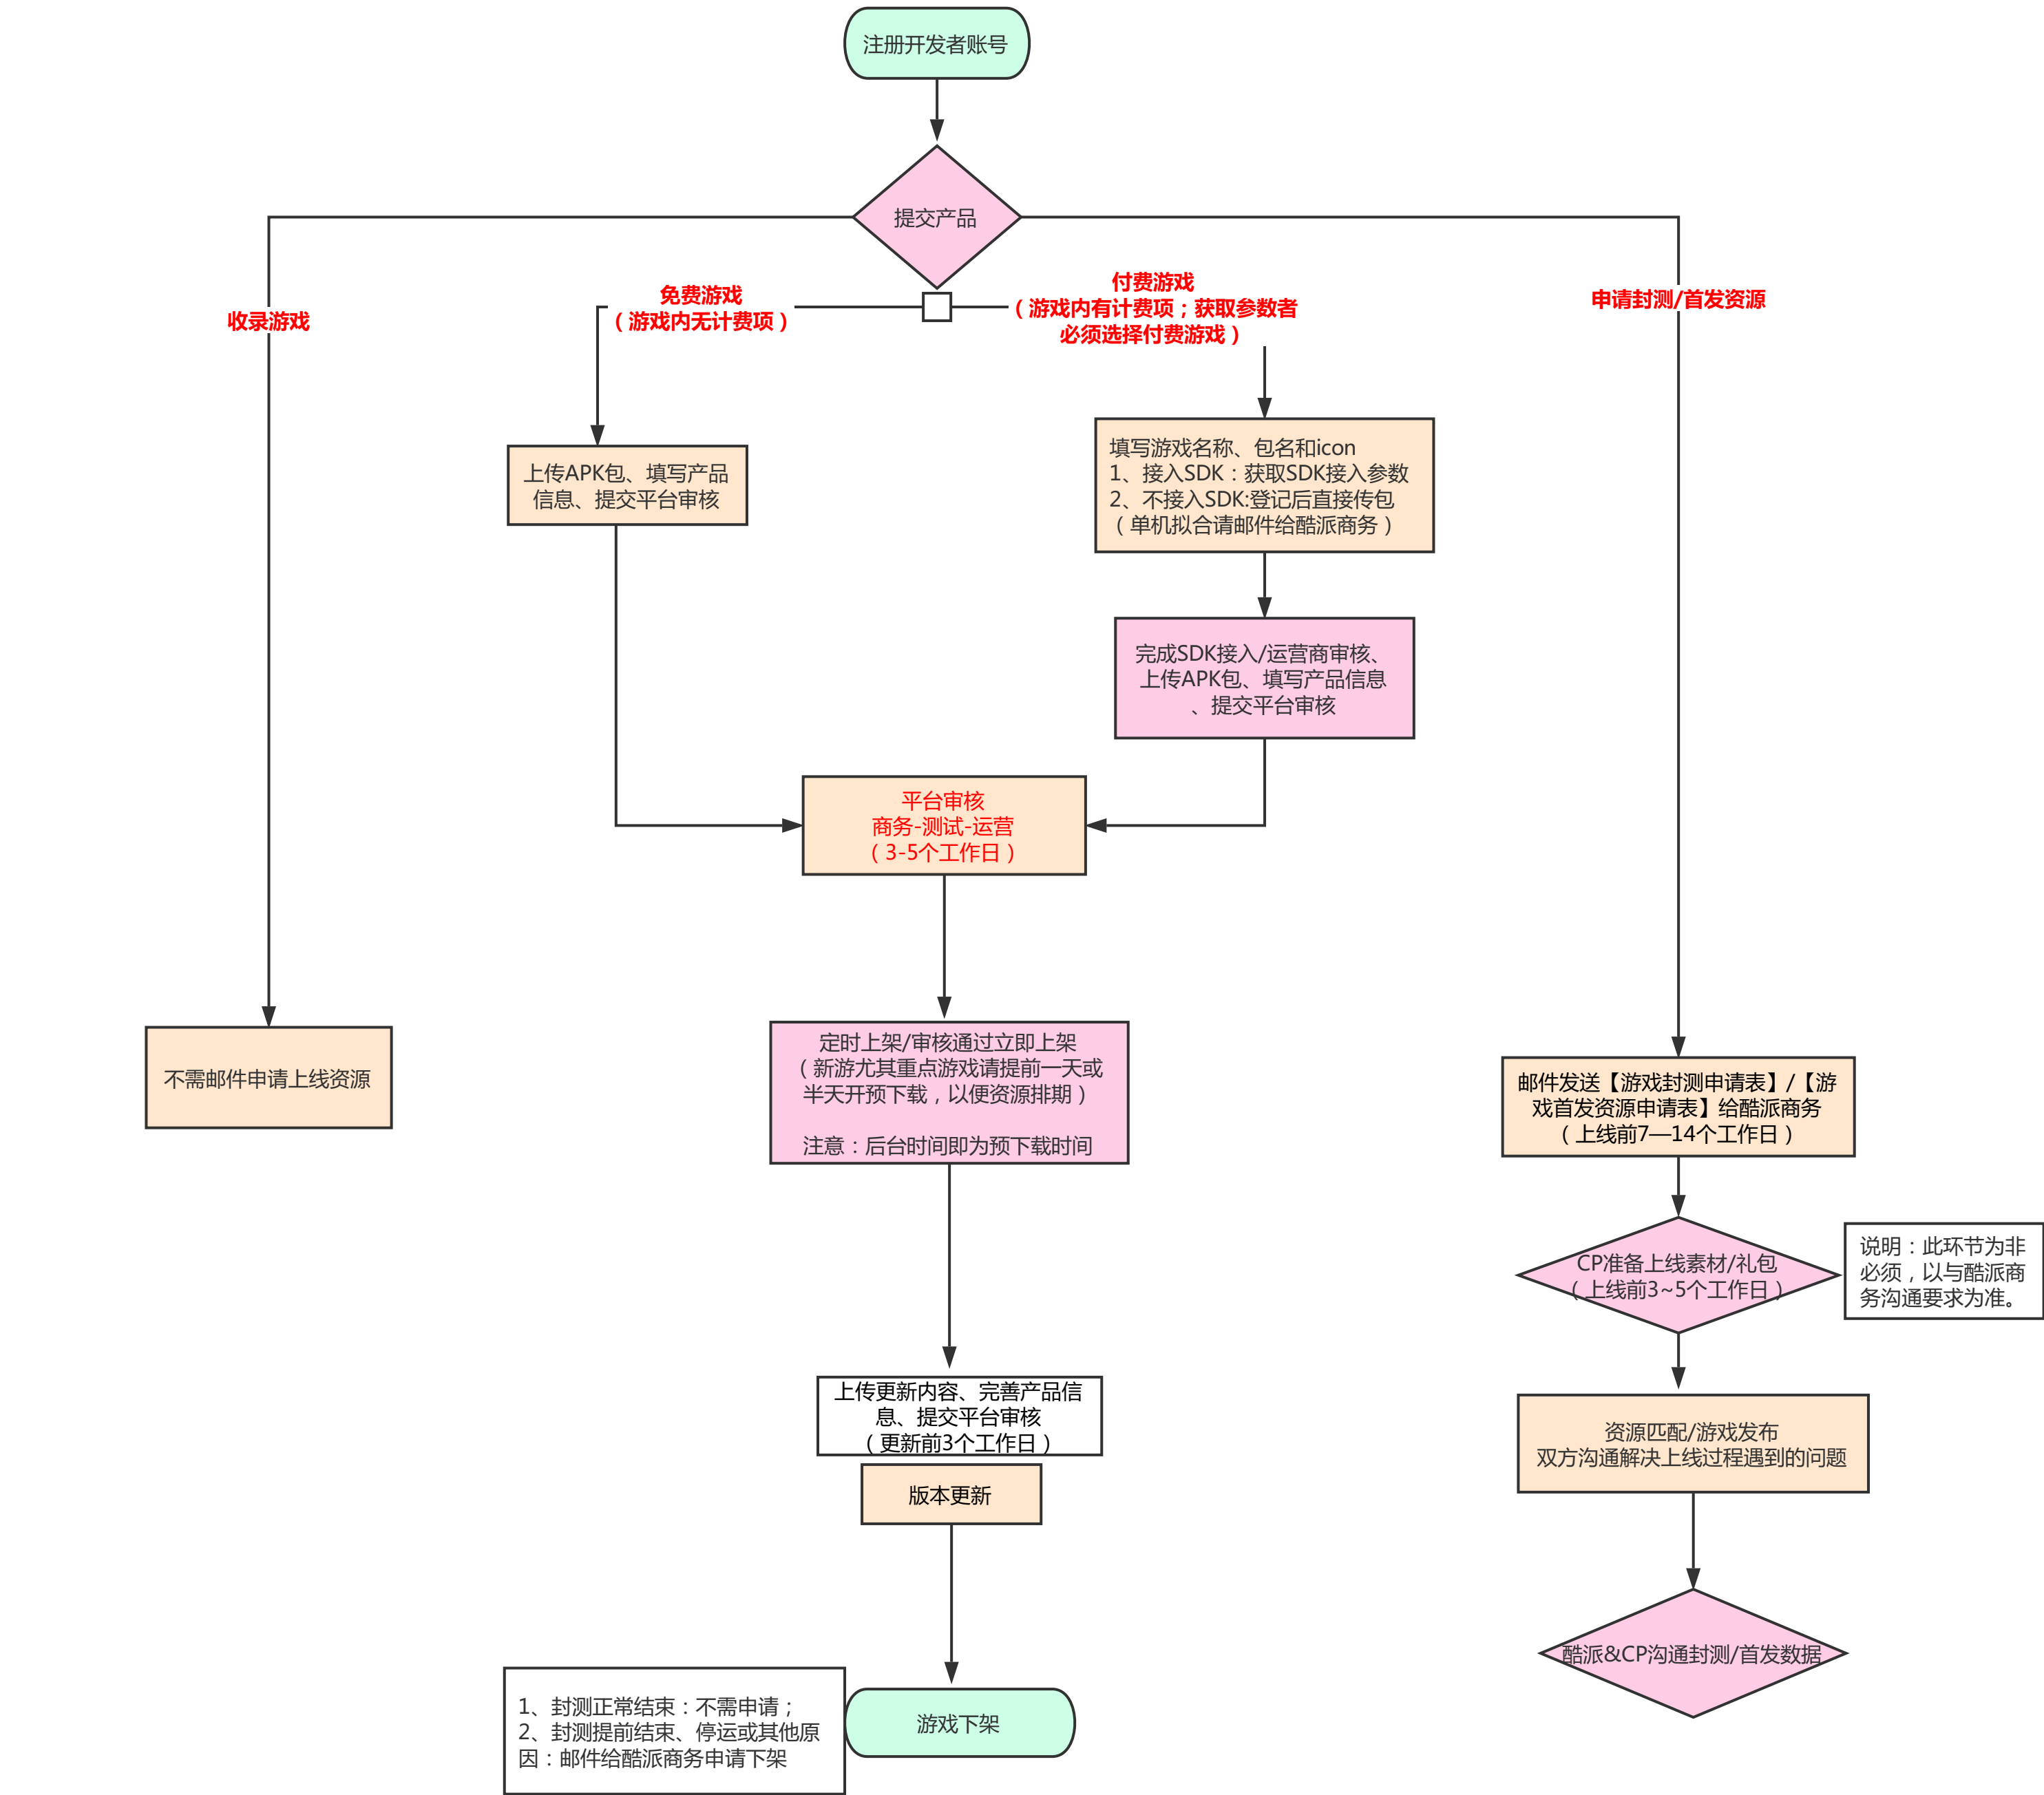 注册开发者账号
提交产品
收录游戏
免费游戏
（游戏内无计费项）
付费游戏
（游戏内有计费项；获取参数者
必须选择付费游戏）
申请封测/首发资源
上传APK包、填写产品
信息、提交平台审核
填写游戏名称、包名和icon
1、接入SDK：获取SDK接入参数
2、不接入SDK:登记后直接传包
（单机拟合请邮件给酷派商务）
完成SDK接入/运营商审核、
上传APK包、填写产品信息
、提交平台审核
平台审核
商务-测试-运营
（3-5个工作日）
不需邮件申请上线资源
定时上架/审核通过立即上架
（新游尤其重点游戏请提前一天或
半天开预下载，以便资源排期）
注意：后台时间即为预下载时间
邮件发送【游戏封测申请表】/【游
戏首发资源申请表】给酷派商务
（上线前7—14个工作日）
CP准备上线素材/礼包
（上线前3~5个工作日）
说明：此环节为非
必须，以与酷派商
务沟通要求为准。
上传更新内容、完善产品信
息、提交平台审核
（更新前3个工作日）
版本更新
资源匹配/游戏发布
双方沟通解决上线过程遇到的问题
酷派&CP沟通封测/首发数据
1、封测正常结束：不需申请；
2、封测提前结束、停运或其他原
因：邮件给酷派商务申请下架
游戏下架